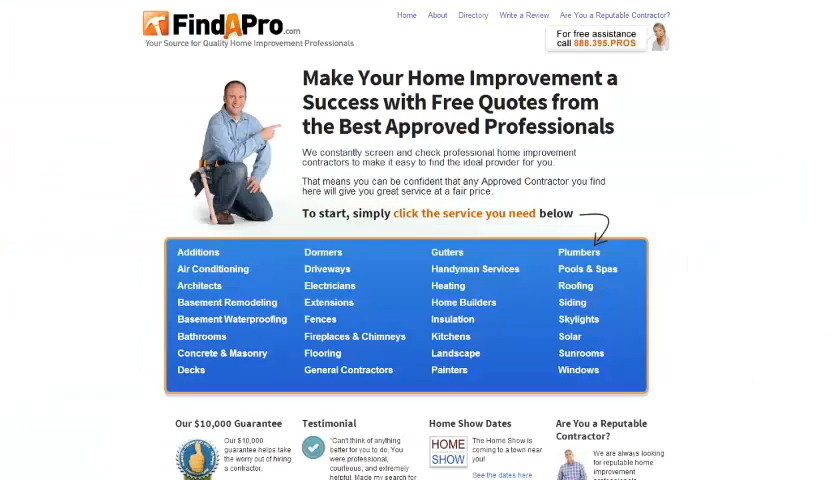 FindAPro.com
Your Source for Quality Home Improvement Professionals
Home About Directory Write a Review Are You a Reputable Contractor?
For free assistance
call 888.395.PROS
Make Your Home Improvement a
Success with Free Quotes from
the Best Approved Professionals
We constantly screen and check professional home improvement
contractors to make it easy to find the ideal provider for you.
That means you can be confident that any Approved Contractor you find
here will give you great service at a fair price.
To start, simply click the service you need below
Additions
Air Conditioning
Architects
Basement Remodeling
Basement Waterproofing
Bathrooms
Concrete & Masonry
Decks
Dormers
Driveways
Electricians
Extensions
Fences
Fireplaces & Chimneys
Flooring
General Contractors
Gutters
Handyman Services
Heating
Home Builders
Insulation
Kitchens
Landscape
Painters
Plumbers
Pools & Spas
Roofing
Siding
Skylights
Solar
Sunrooms
Windows
Our $10,000 Guarantee
Our $10,000
guarantee helps take
the worry out of hiring
a contractor.
Testimonial
"Can't think of anything
better for you to do. You
were professional,
courteous, and extremely
helpful. Made my search for
Home Show Dates
HOME
SHOW
The Home Show is
coming to a town near
you!
See the dates here
Are You a Reputable
Contractor?
We are always looking
for reputable home
improvement